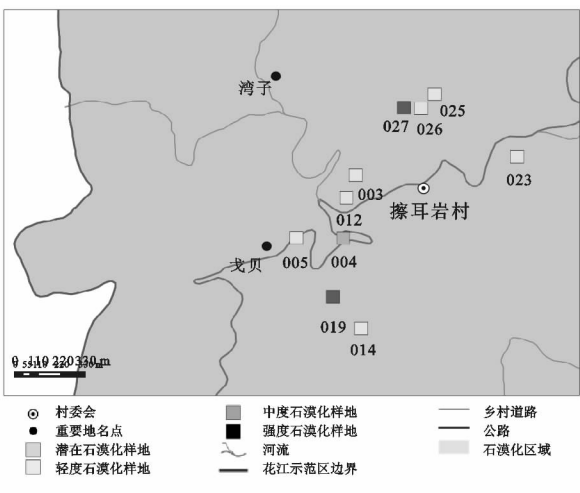 湾子
025
027
026
023
003
012
擦耳岩村
戈贝
005
004
019
014
0 110 220330 m
0 55110 220 330 m
村委会
中度石漠化样地
乡村道路
重要地名点
强度石漠化样地
公路
潜在石漠化样地
河流
石漠化区域
轻度石漠化样地
花江示范区边界